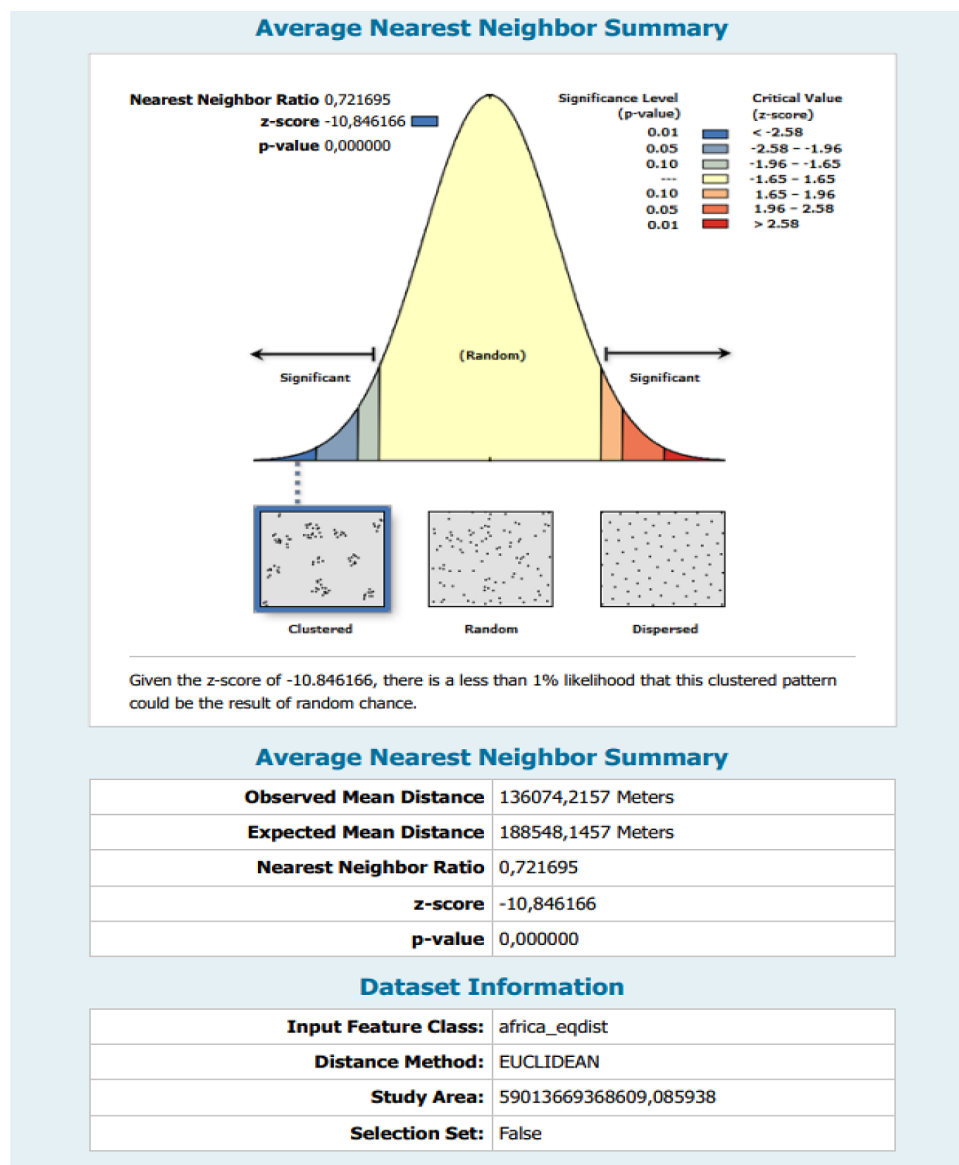 Average Nearest Neighbor Summary
Nearest Neighbor Ratio 0,721695
z-score -10,846166
p-value 0,000000
Significance Level Critical Value
(p-value) (z-score)
0.01 < -2.58
0.05 -2.58 – -1.96
0.10 -1.96 – -1.65
--- -1.65 – 1.65
0.10 1.65 – 1.96
0.05 1.96 – 2.58
0.01 > 2.58
(Random)
Significant Significant
Clustered Random Dispersed
Given the z-score of -10.846166, there is a less than 1% likelihood that this clustered pattern
could be the result of random chance.
Average Nearest Neighbor Summary
Observed Mean Distance 136074,2157 Meters
Expected Mean Distance 188548,1457 Meters
Nearest Neighbor Ratio 0,721695
z-score -10,846166
p-value 0,000000
Dataset Information
Input Feature Class: africa_eqdist
Distance Method: EUCLIDEAN
Study Area: 59013669368609,085938
Selection Set: False